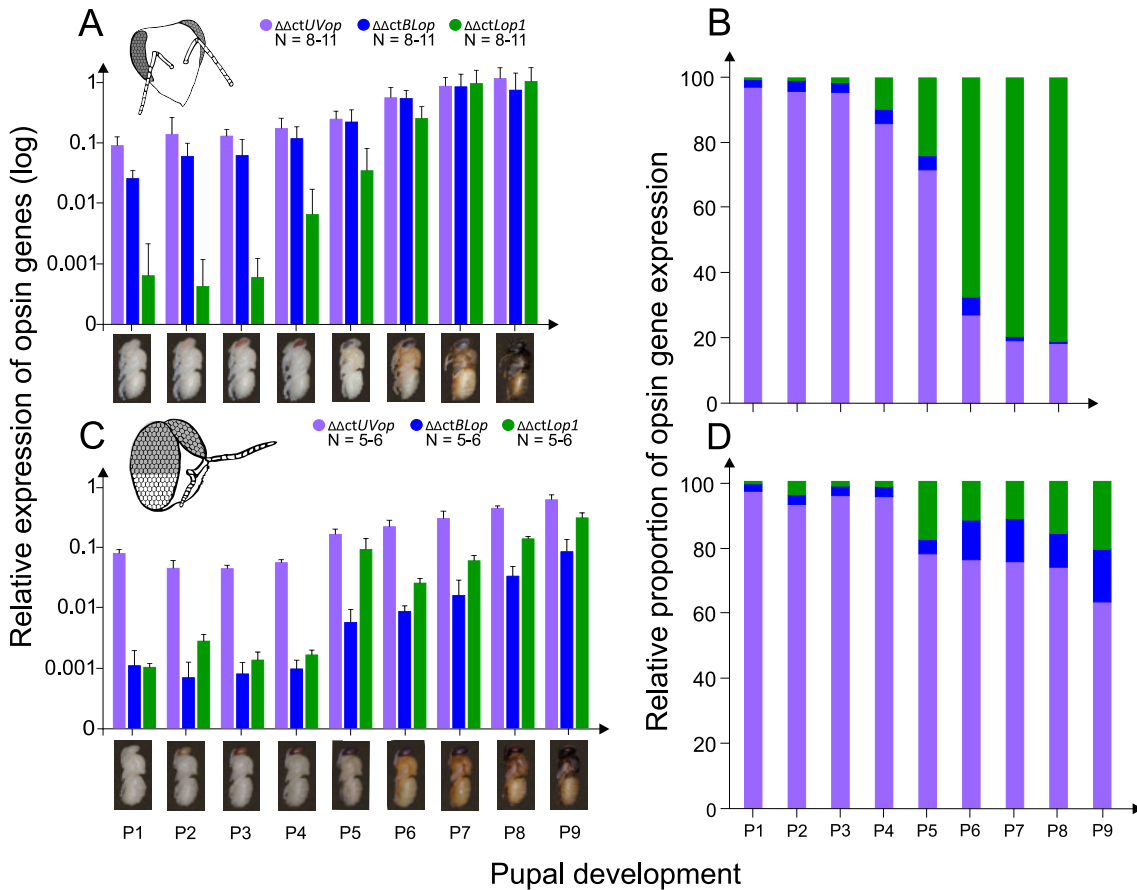 A
ΔΔctUVop ΔΔctBLop ΔΔctLop1
N = 8-11 N = 8-11 N = 8-11
1
0.1
0.01
0.001
0
B
100
80
60
40
20
0
C
ΔΔctUVop ΔΔctBLop ΔΔctLop1
N = 5-6 N = 5-6 N = 5-6
1
0.1
0.01
0.001
0
P1 P2 P3 P4 P5 P6 P7 P8 P9
D
100
80
60
40
20
0
P1 P2 P3 P4 P5 P6 P7 P8 P9
Relative expression of opsin genes (log)
Relative proportion of opsin gene expression
Pupal development